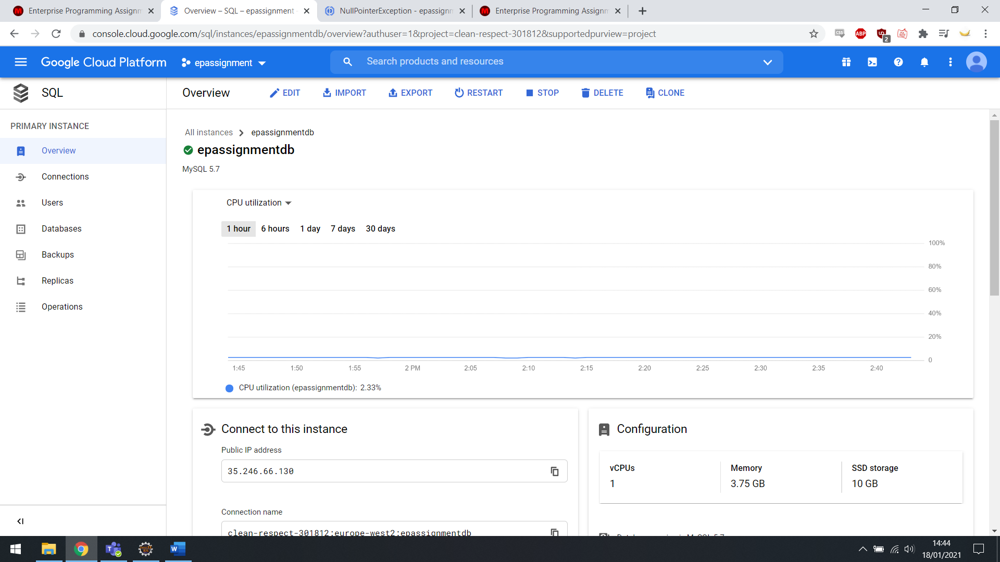 Enterprise Programming Assignm
Overview – SQL – epassignment
NullPointerException - epassignm
Enterprise Programming Assignm
console.cloud.google.com/sql/instances/epassignmentdb/overview?authuser=1&project=clean-respect-301812&supportedpurview=project
CSS
ABP
2
Google Cloud Platform
epassignment
Search products and resources
SQL
Overview
EDIT
IMPORT
EXPORT
RESTART
STOP
DELETE
CLONE
PRIMARY INSTANCE
Overview
Connections
Users
Databases
Backups
Replicas
Operations
All instances
epassignmentdb
epassignmentdb
MySQL 5.7
CPU utilization
1 hour
6 hours
1 day
7 days
30 days
100%
80%
60%
40%
20%
0
1:45
1:50
1:55
2 PM
2:05
2:10
2:15
2:20
2:25
2:30
2:35
2:40
CPU utilization (epassignmentdb): 2.33%
Connect to this instance
Public IP address
35.246.66.130
Connection name
clean-respect-301812:europe-west2:epassignmentdb
Configuration
vCPUs
1
Memory
3.75 GB
SSD storage
10 GB
14:44
18/01/2021